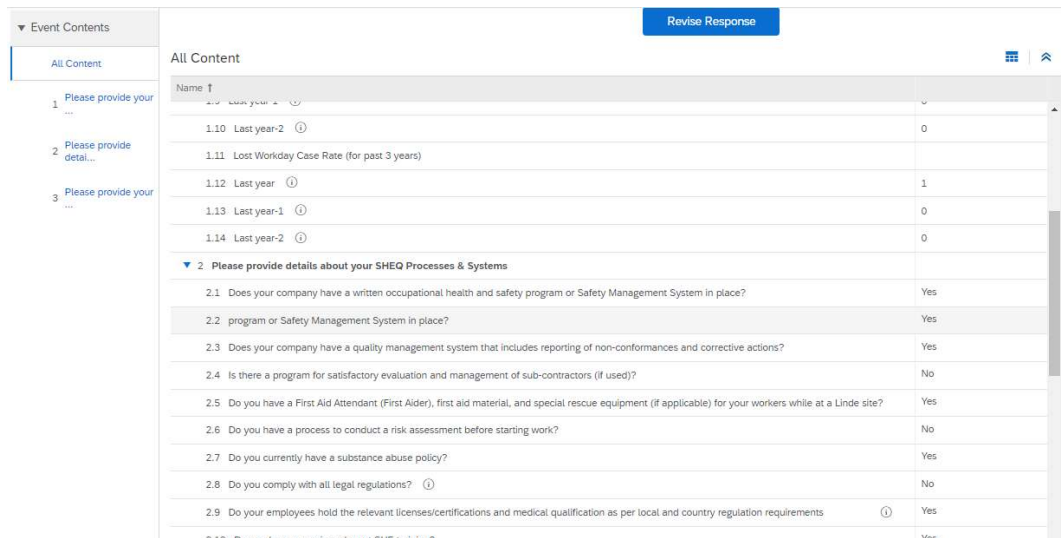 Revise Response
Event Contents
All Content
1 Please provide your ...
2 Please provide detai...
3 Please provide your ...
All Content
Name ↑
1.9 Last year-1 0
1.10 Last year-2 0
1.11 Lost Workday Case Rate (for past 3 years)
1.12 Last year 1
1.13 Last year-1 0
1.14 Last year-2 0
2 Please provide details about your SHEQ Processes & Systems
2.1 Does your company have a written occupational health and safety program or Safety Management System in place? Yes
2.2 program or Safety Management System in place? Yes
2.3 Does your company have a quality management system that includes reporting of non-conformances and corrective actions? Yes
2.4 Is there a program for satisfactory evaluation and management of sub-contractors (if used)? No
2.5 Do you have a First Aid Attendant (First Aider), first aid material, and special rescue equipment (if applicable) for your workers while at a Linde site? Yes
2.6 Do you have a process to conduct a risk assessment before starting work? No
2.7 Do you currently have a substance abuse policy? Yes
2.8 Do you comply with all legal regulations? No
2.9 Do your employees hold the relevant licenses/certifications and medical qualification as per local and country regulation requirements Yes
Yes